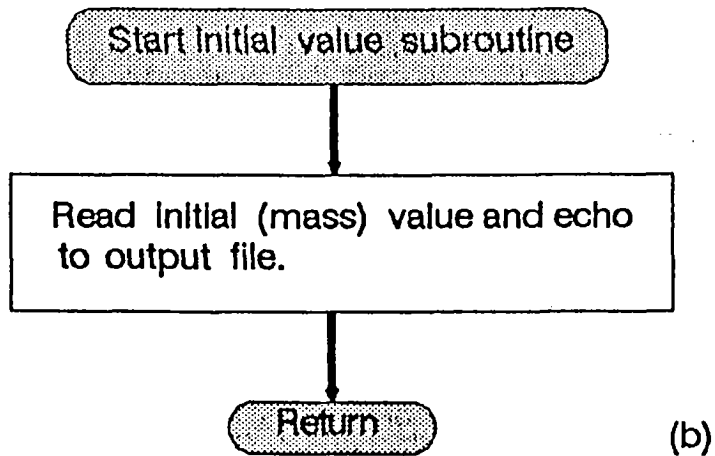 Start initial value subroutine
Read initial (mass) value and echo
to output file.
Return
(b)